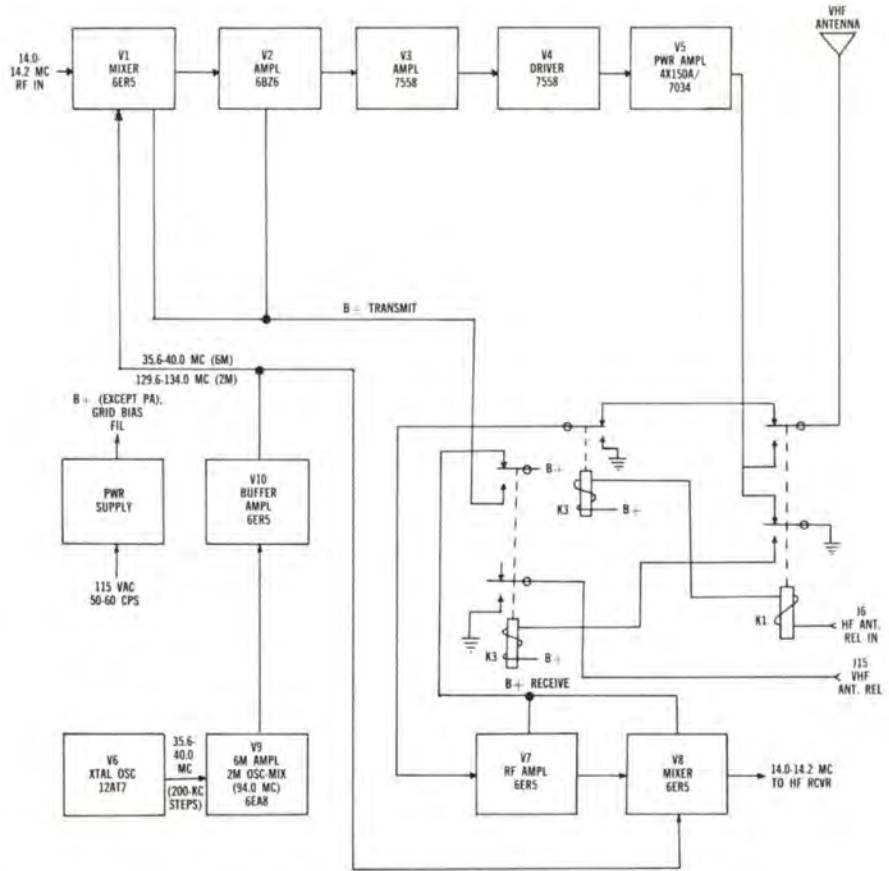 VHF
ANTENNA
14.0-
14.2 MC
RF IN
V1
MIXER
6ER5
V2
AMPL
6BZ6
V3
AMPL
7558
V4
DRIVER
7558
V5
PWR AMPL
4X150A/
7034
B+ TRANSMIT
35.6-40.0 MC (6M)
129.6-134.0 MC (2M)
B+ (EXCEPT PA),
GRID BIAS
FIL
PWR
SUPPLY
115 VAC
50-60 CPS
V10
BUFFER
AMPL
6ER5
B+
K3
B+
K1
J6
HF ANT.
REL IN
K3
B+
J15
VHF
ANT. REL
B+ RECEIVE
V6
XTAL OSC
12AT7
35.6-
40.0
MC
(200-KC
STEPS)
V9
6M AMPL
2M OSC-MIX
(94.0 MC)
6EA8
V7
RF AMPL
6ER5
V8
MIXER
6ER5
14.0-14.2 MC
TO HF RCVR